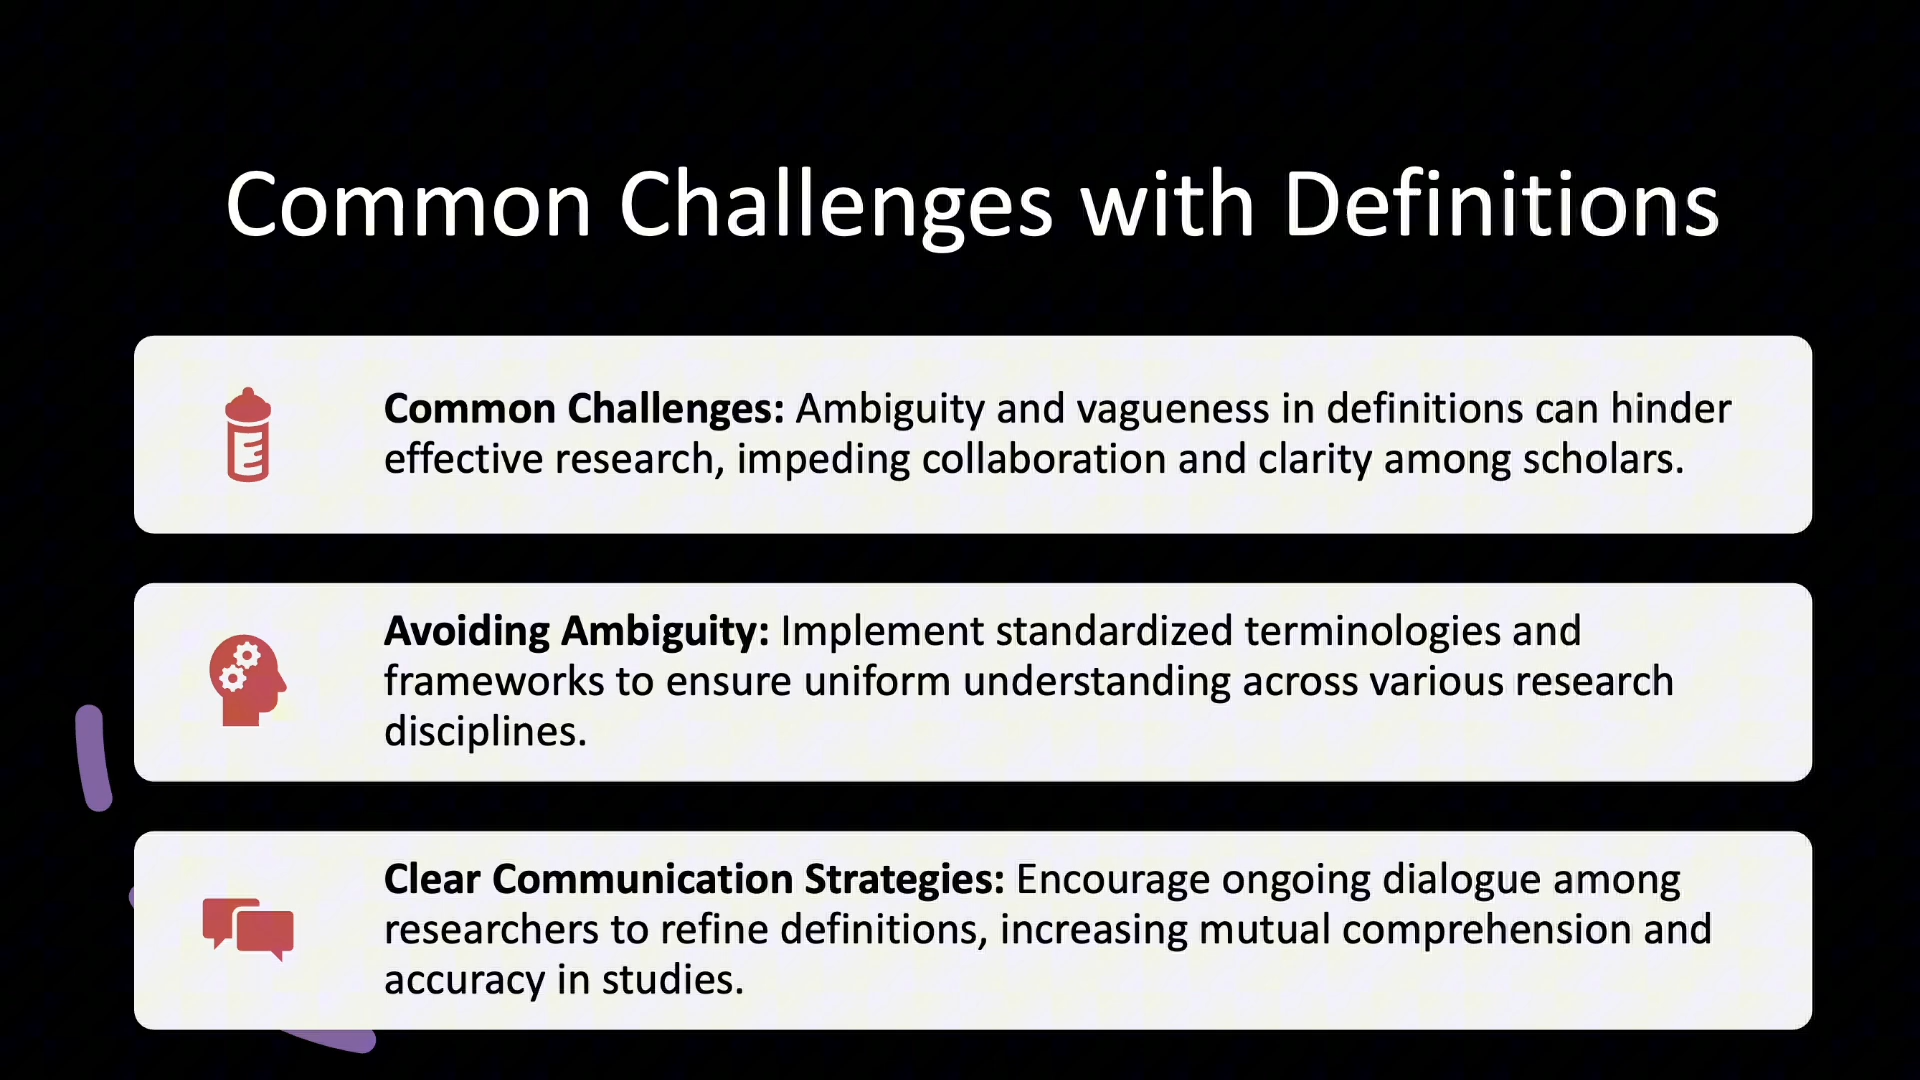 Common Challenges with Definitions
Common Challenges: Ambiguity and vagueness in definitions can hinder
effective research, impeding collaboration and clarity among scholars.
Avoiding Ambiguity: Implement standardized terminologies and
frameworks to ensure uniform understanding across various research
disciplines.
Clear Communication Strategies: Encourage ongoing dialogue among
researchers to refine definitions, increasing mutual comprehension and
accuracy in studies.